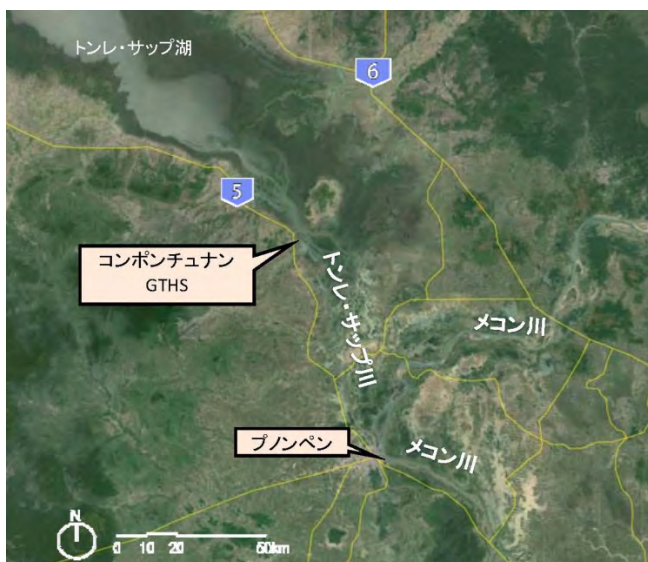 トンレ・サップ湖
6
5
コンポンチュナン
GTHS
トンレ・サップ川
メコン川
プノンペン
メコン川
N
0 10 20 50km